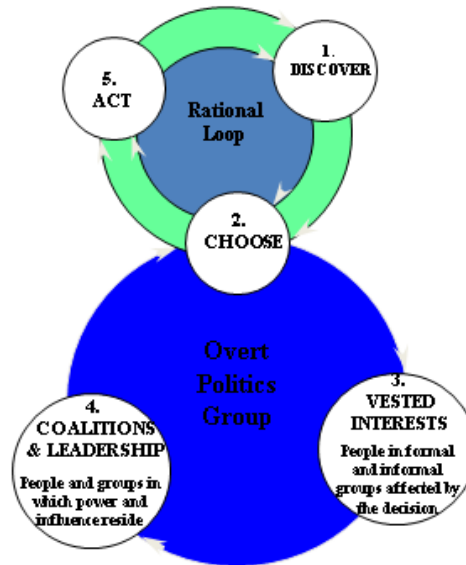 1.
DISCOVER
5.
ACT
Rational
Loop
2.
CHOOSE
Overt
Politics
Group
3.
VESTED
INTERESTS
People in formal
and informal
groups affected by
the decision
4.
COALITIONS
& LEADERSHIP
People and groups in
which power and
influence reside